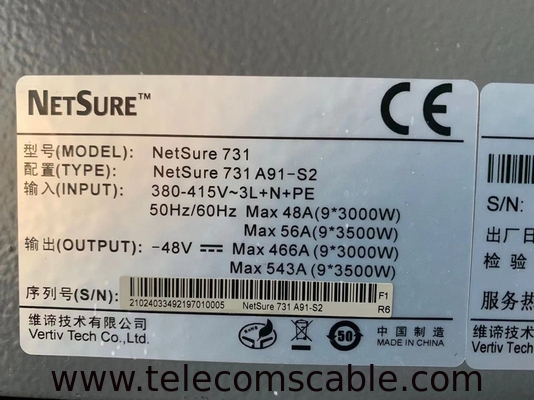 NETSURE™
CE
型号(MODEL): NetSure 731
配置(TYPE): NetSure 731 A91-S2
输入(INPUT): 380-415V~3L+N+PE
50Hz/60Hz Max 48A(9*3000W)
Max 56A(9*3500W)
输出(OUTPUT): -48V Max 466A (9*3000W)
Max 543A (9*3500W)
序列号(S/N):
21024033492197010005 NetSure 731 A91-S2
F1
R6
维谛技术有限公司
Vertiv Tech Co.,Ltd.
50
中国制造
MADE IN CHINA
S/N:
出厂日
检验
服务热
维谛技术
Vertiv Tech
www.telecomscable.com